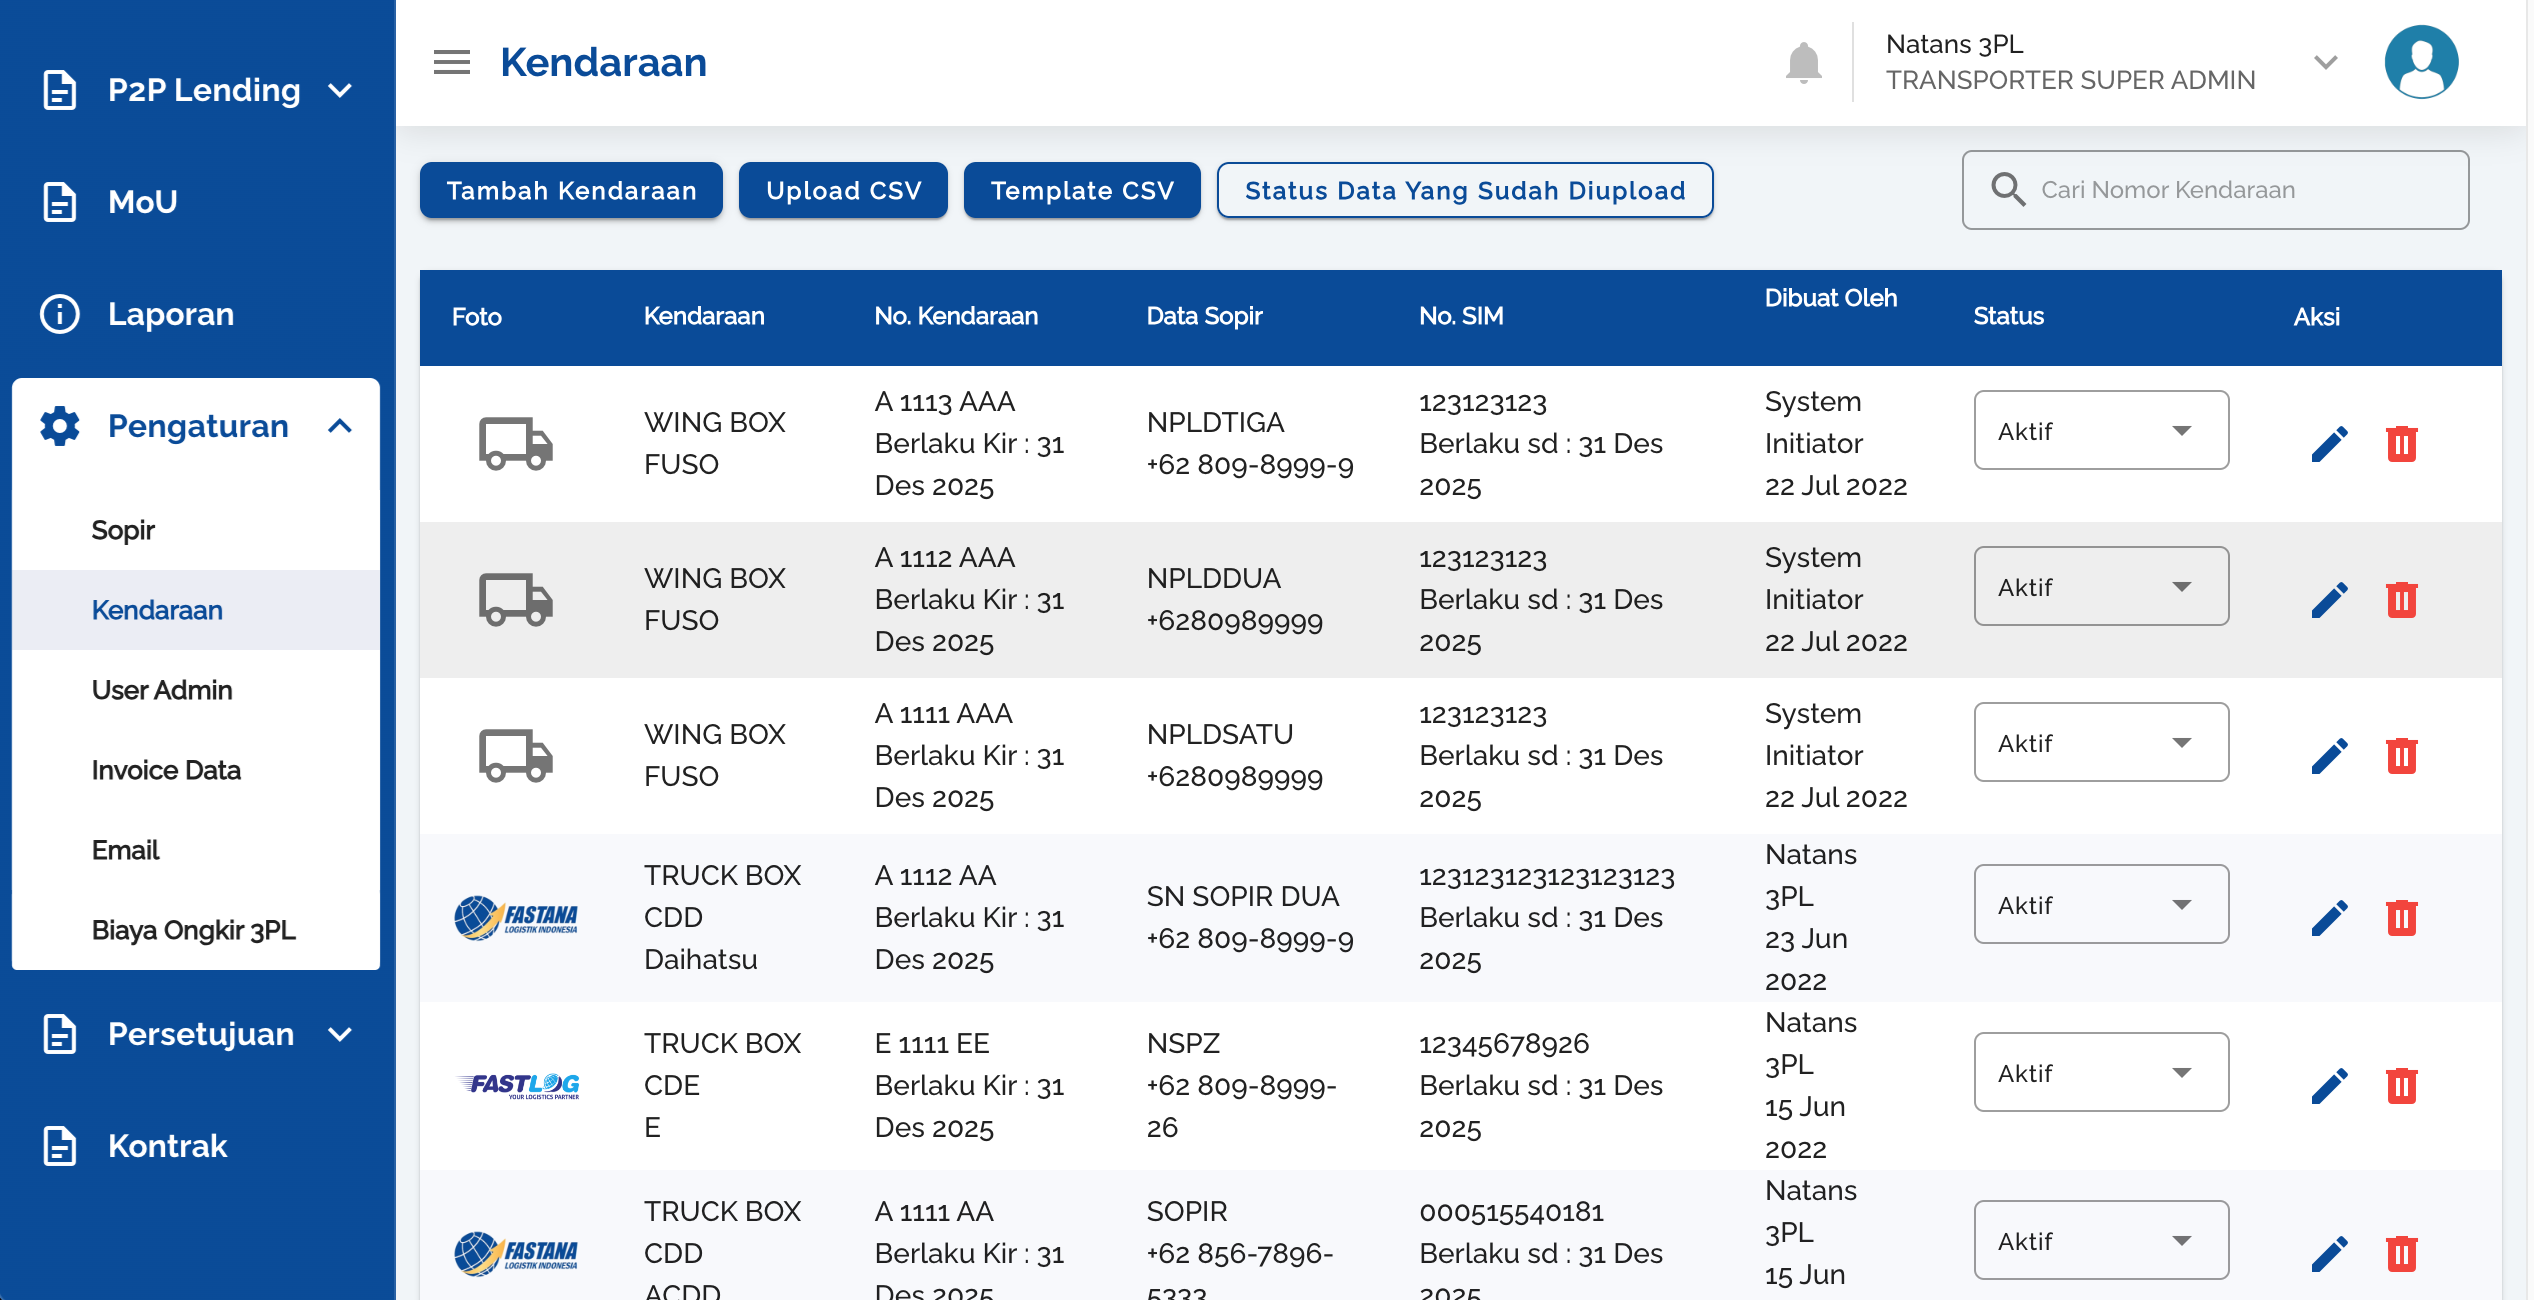 P2P Lending
MoU
Laporan
Pengaturan
Sopir
Kendaraan
User Admin
Invoice Data
Email
Biaya Ongkir 3PL
Persetujuan
Kontrak
Kendaraan
Natans 3PL
TRANSPORTER SUPER ADMIN
Tambah Kendaraan
Upload CSV
Template CSV
Status Data Yang Sudah Diupload
Cari Nomor Kendaraan
Foto
Kendaraan
No. Kendaraan
Data Sopir
No. SIM
Dibuat Oleh
Status
Aksi
WING BOX
FUSO
A 1113 AAA
Berlaku Kir : 31
Des 2025
NPLDTIGA
+62 809-8999-9
123123123
Berlaku sd : 31 Des
2025
System
Initiator
22 Jul 2022
Aktif
WING BOX
FUSO
A 1112 AAA
Berlaku Kir : 31
Des 2025
NPLDDUA
+6280989999
123123123
Berlaku sd : 31 Des
2025
System
Initiator
22 Jul 2022
Aktif
WING BOX
FUSO
A 1111 AAA
Berlaku Kir : 31
Des 2025
NPLDSATU
+6280989999
123123123
Berlaku sd : 31 Des
2025
System
Initiator
22 Jul 2022
Aktif
FASTANA
LOGISTIK INDONESIA
TRUCK BOX
CDD
Daihatsu
A 1112 AA
Berlaku Kir : 31
Des 2025
SN SOPIR DUA
+62 809-8999-9
123123123123123123
Berlaku sd : 31 Des
2025
Natans
3PL
23 Jun
2022
Aktif
FASTLOG
YOUR LOGISTICS PARTNER
TRUCK BOX
CDE
E
E 1111 EE
Berlaku Kir : 31
Des 2025
NSPZ
+62 809-8999-
26
12345678926
Berlaku sd : 31 Des
2025
Natans
3PL
15 Jun
2022
Aktif
FASTANA
LOGISTIK INDONESIA
TRUCK BOX
CDD
ACDD
A 1111 AA
Berlaku Kir : 31
Des 2025
SOPIR
+62 856-7896-
5333
000515540181
Berlaku sd : 31 Des
2025
Natans
3PL
15 Jun
Aktif